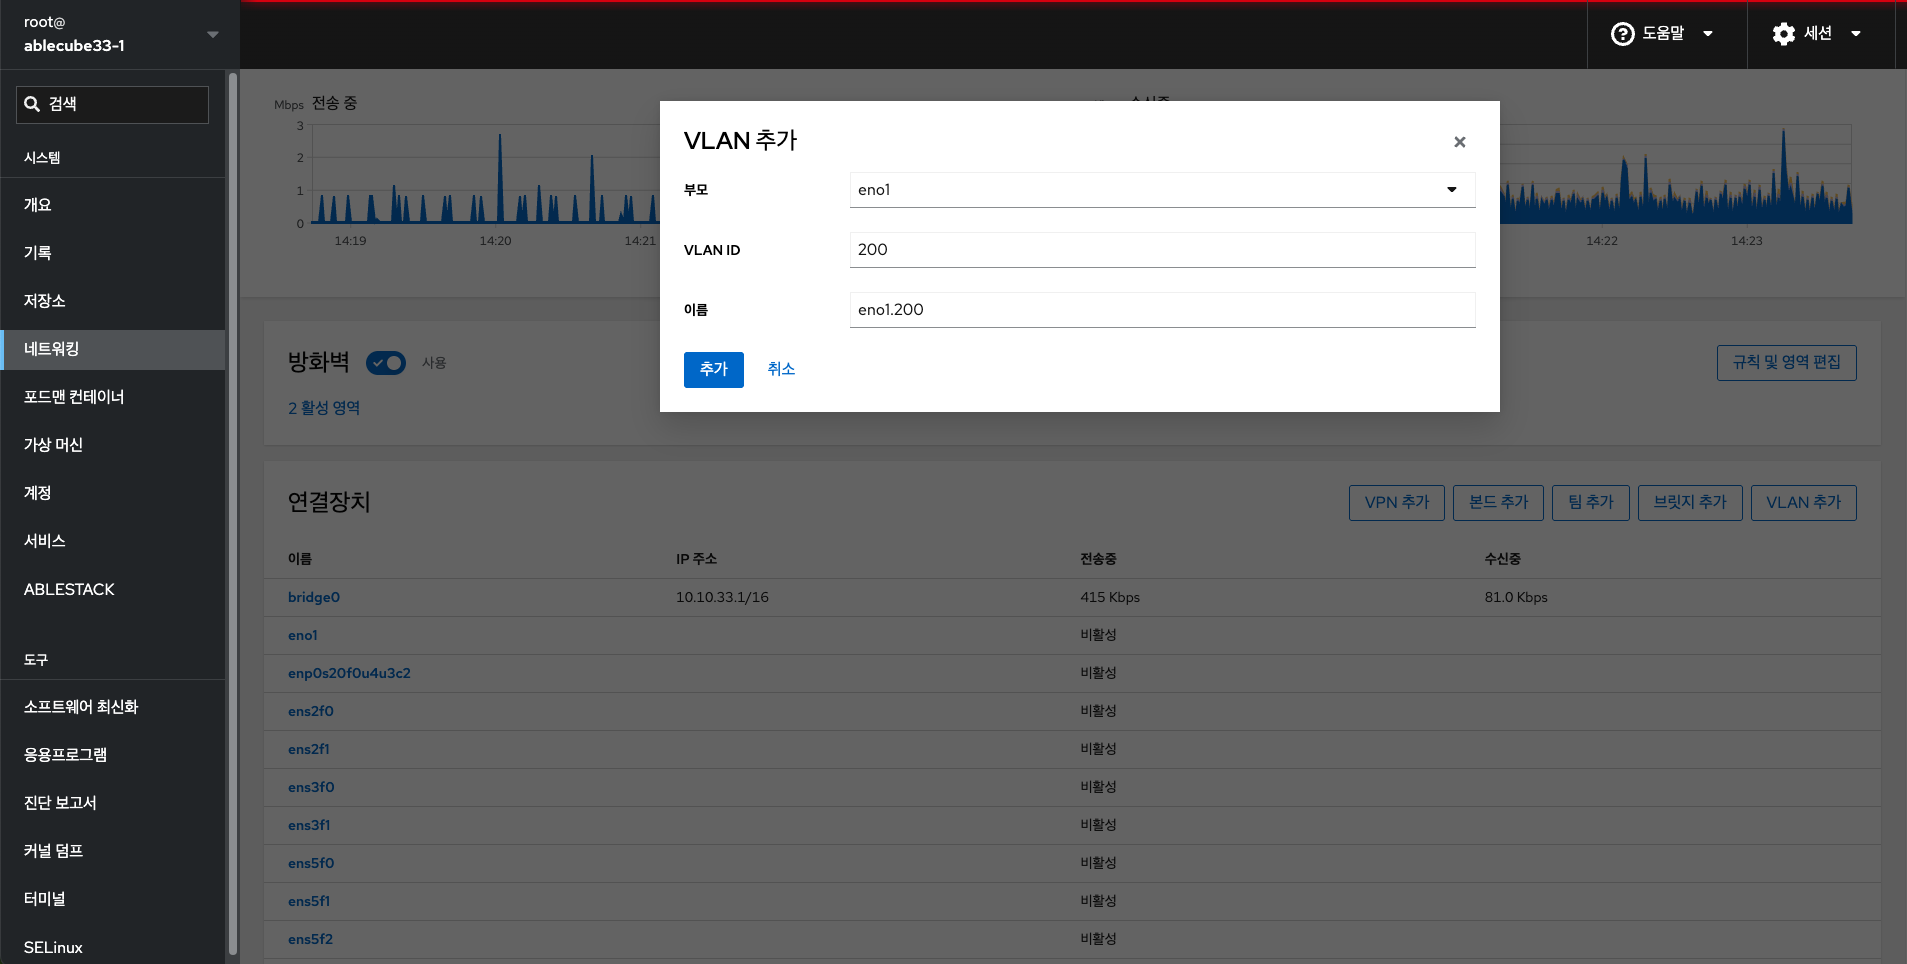 root@
ablecube33-1
도움말
세션
검색
시스템
개요
기록
저장소
네트워킹
포드맨 컨테이너
가상 머신
계정
서비스
ABLESTACK
도구
소프트웨어 최신화
응용프로그램
진단 보고서
커널 덤프
터미널
SELinux
Mbps 전송 중
3
2
1
0
14:19
14:20
14:21
14:22
14:23
VLAN 추가
부모
eno1
VLAN ID
200
이름
eno1.200
추가
취소
방화벽
사용
규칙 및 영역 편집
2 활성 영역
연결장치
VPN 추가
본드 추가
팀 추가
브릿지 추가
VLAN 추가
이름 IP 주소 전송중 수신중
bridge0 10.10.33.1/16 415 Kbps 81.0 Kbps
eno1 비활성
enp0s20f0u4u3c2 비활성
ens2f0 비활성
ens2f1 비활성
ens3f0 비활성
ens3f1 비활성
ens5f0 비활성
ens5f1 비활성
ens5f2 비활성